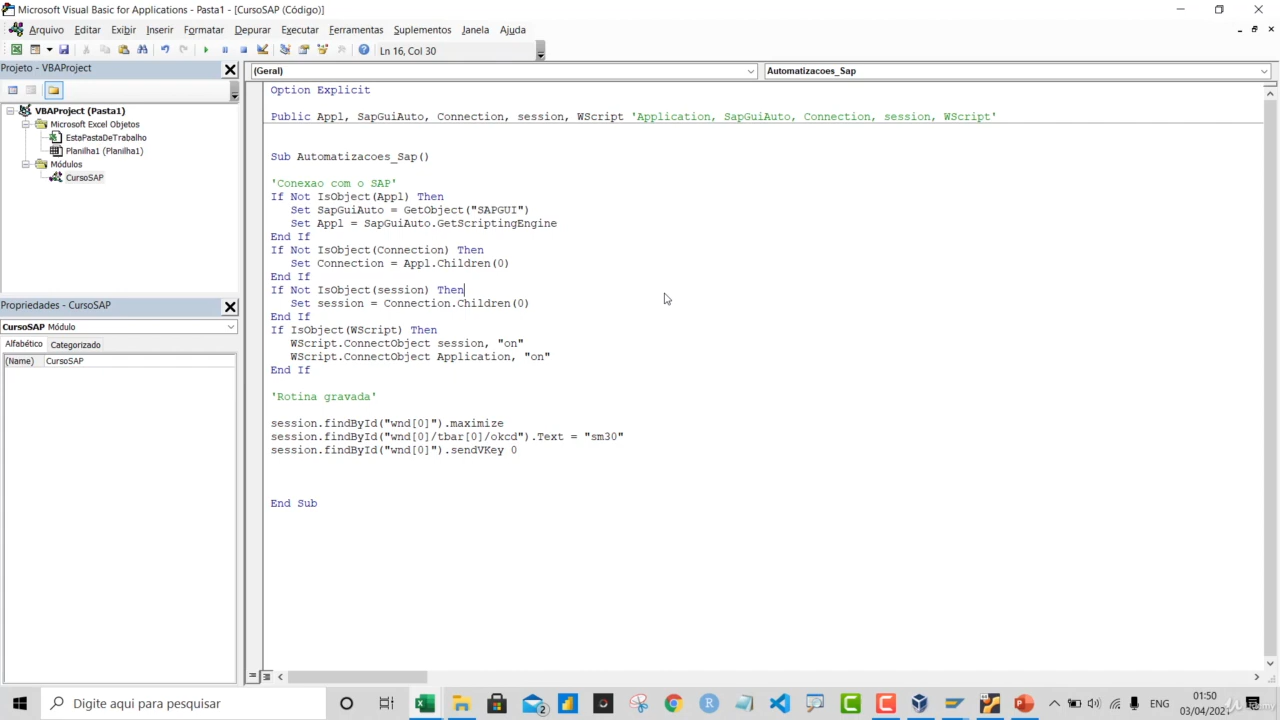 Microsoft Visual Basic for Applications - Pasta1 - [CursoSAP (Código)]
Arquivo Editar Exibir Inserir Formatar Depurar Executar Ferramentas Suplementos Janela Ajuda
Ln 16, Col 30
Projeto - VBAProject
(Geral)
Automatizacoes_Sap
VBAProject (Pasta1)
Microsoft Excel Objetos
EstaPastaDeTrabalho
Planilha1 (Planilha1)
Módulos
CursoSAP
Propriedades - CursoSAP
CursoSAP Módulo
Alfabético Categorizado
(Name) CursoSAP
Option Explicit
Public Appl, SapGuiAuto, Connection, session, WScript 'Application, SapGuiAuto, Connection, session, WScript'
Sub Automatizacoes_Sap()
'Conexao com o SAP'
If Not IsObject(Appl) Then
Set SapGuiAuto = GetObject("SAPGUI")
Set Appl = SapGuiAuto.GetScriptingEngine
End If
If Not IsObject(Connection) Then
Set Connection = Appl.Children(0)
End If
If Not IsObject(session) Then
Set session = Connection.Children(0)
End If
If IsObject(WScript) Then
WScript.ConnectObject session, "on"
WScript.ConnectObject Application, "on"
End If
'Rotina gravada'
session.findById("wnd[0]").maximize
session.findById("wnd[0]/tbar[0]/okcd").Text = "sm30"
session.findById("wnd[0]").sendVKey 0
End Sub
Digite aqui para pesquisar
2
R
ENG
01:50
03/04/2021